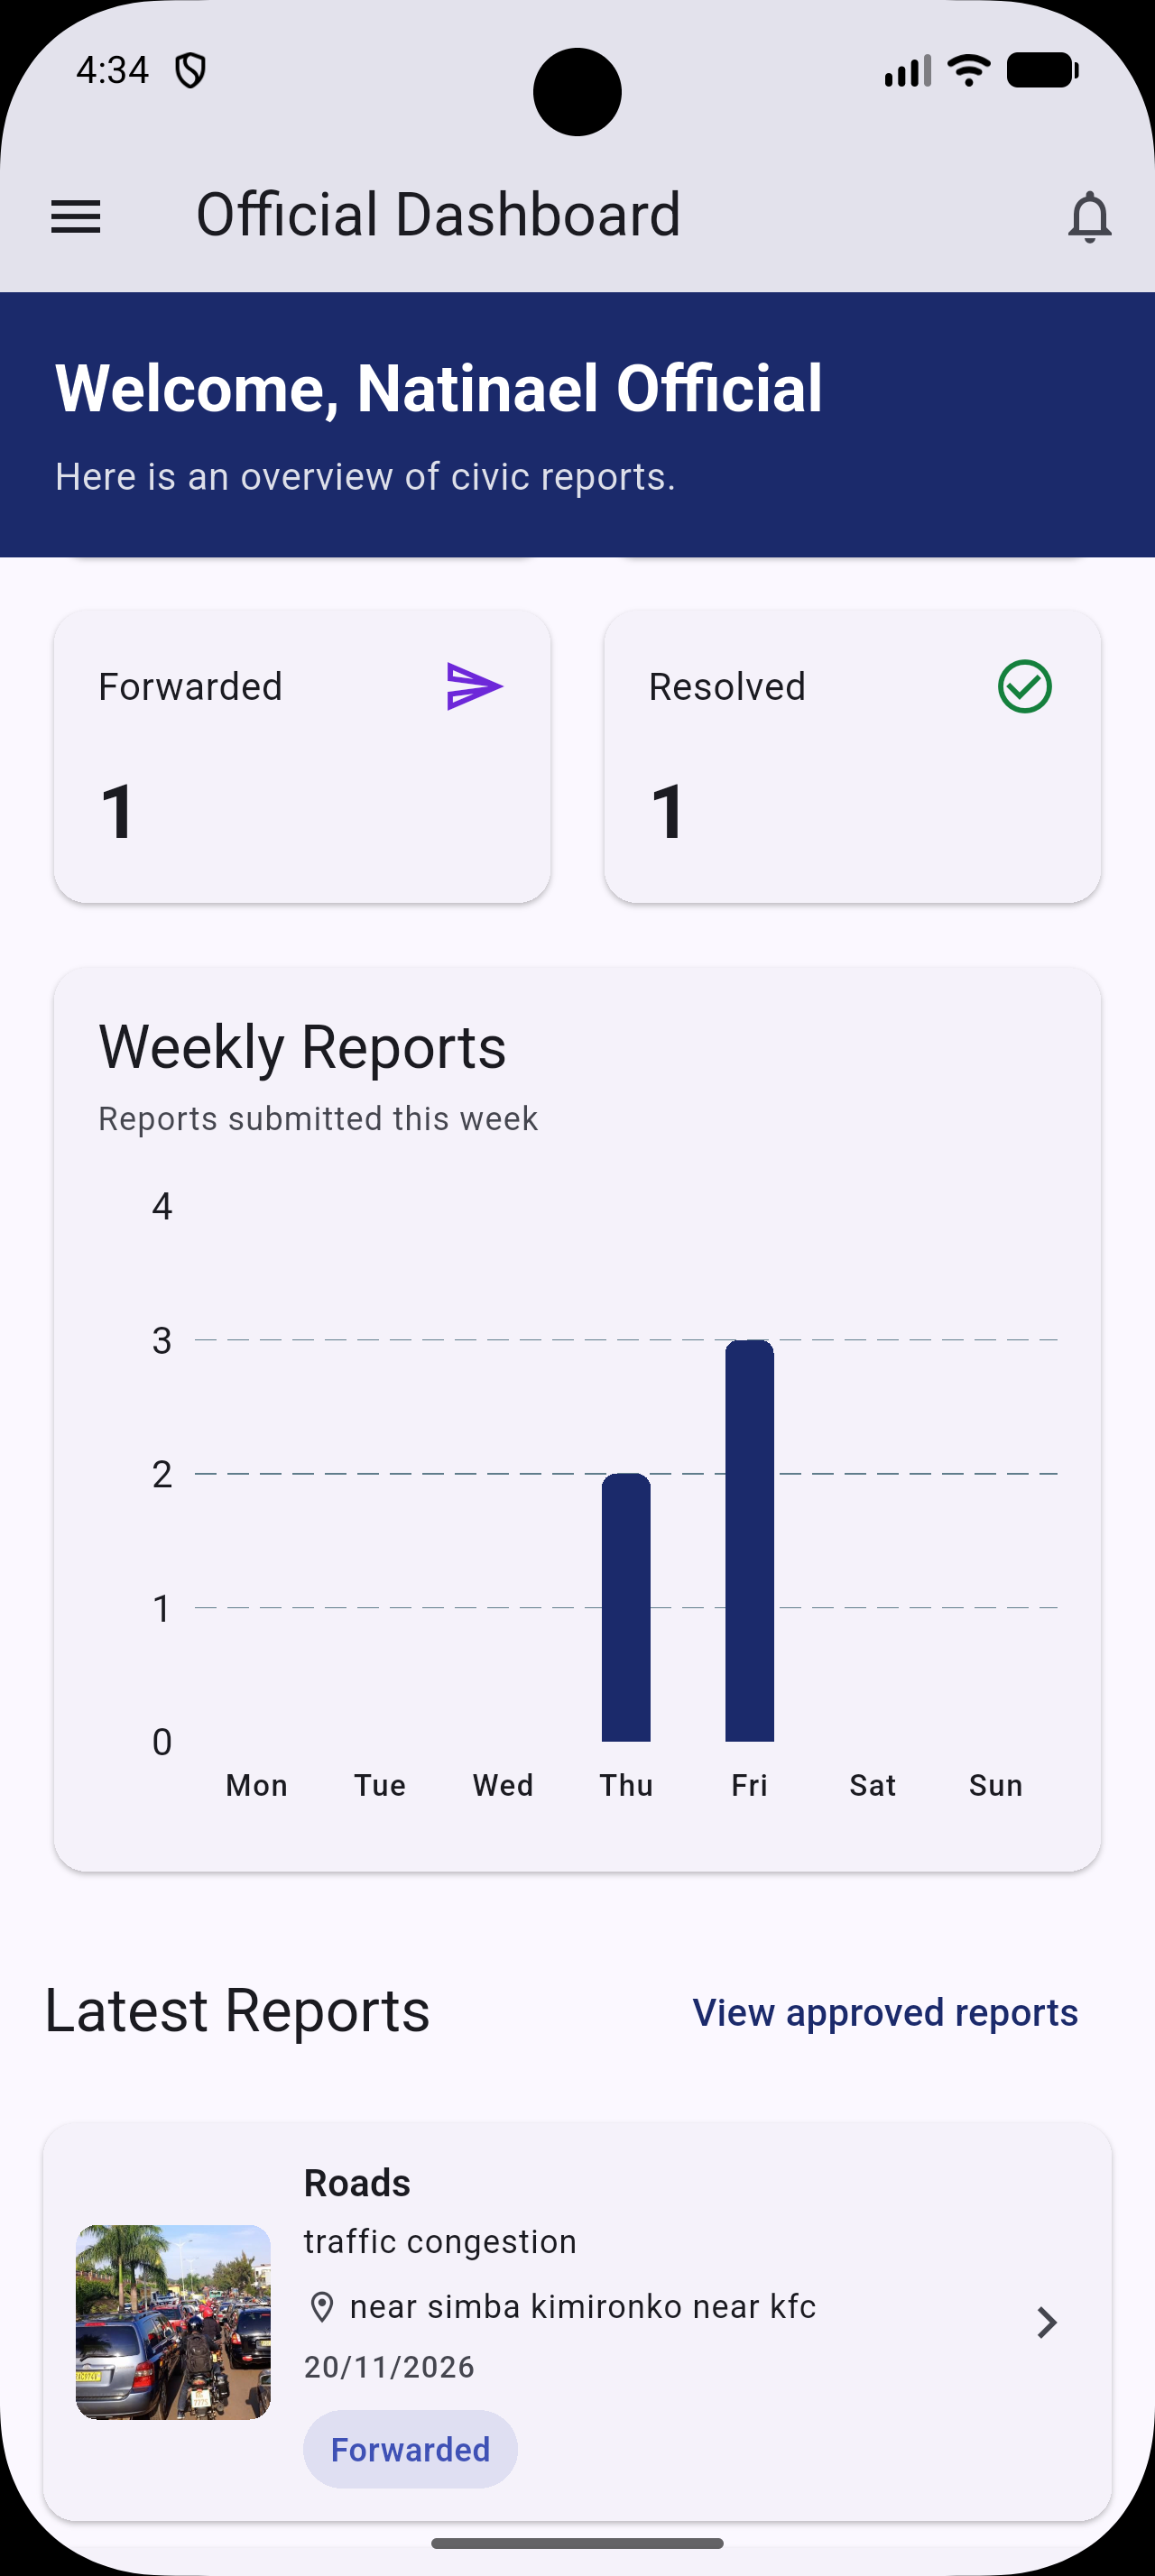 4:34
Official Dashboard
Welcome, Natinael Official
Here is an overview of civic reports.
Forwarded
1
Resolved
1
Weekly Reports
Reports submitted this week
4
3
2
1
0
Mon Tue Wed Thu Fri Sat Sun
Latest Reports
View approved reports
Roads
traffic congestion
near simba kimironko near kfc
20/11/2026
Forwarded